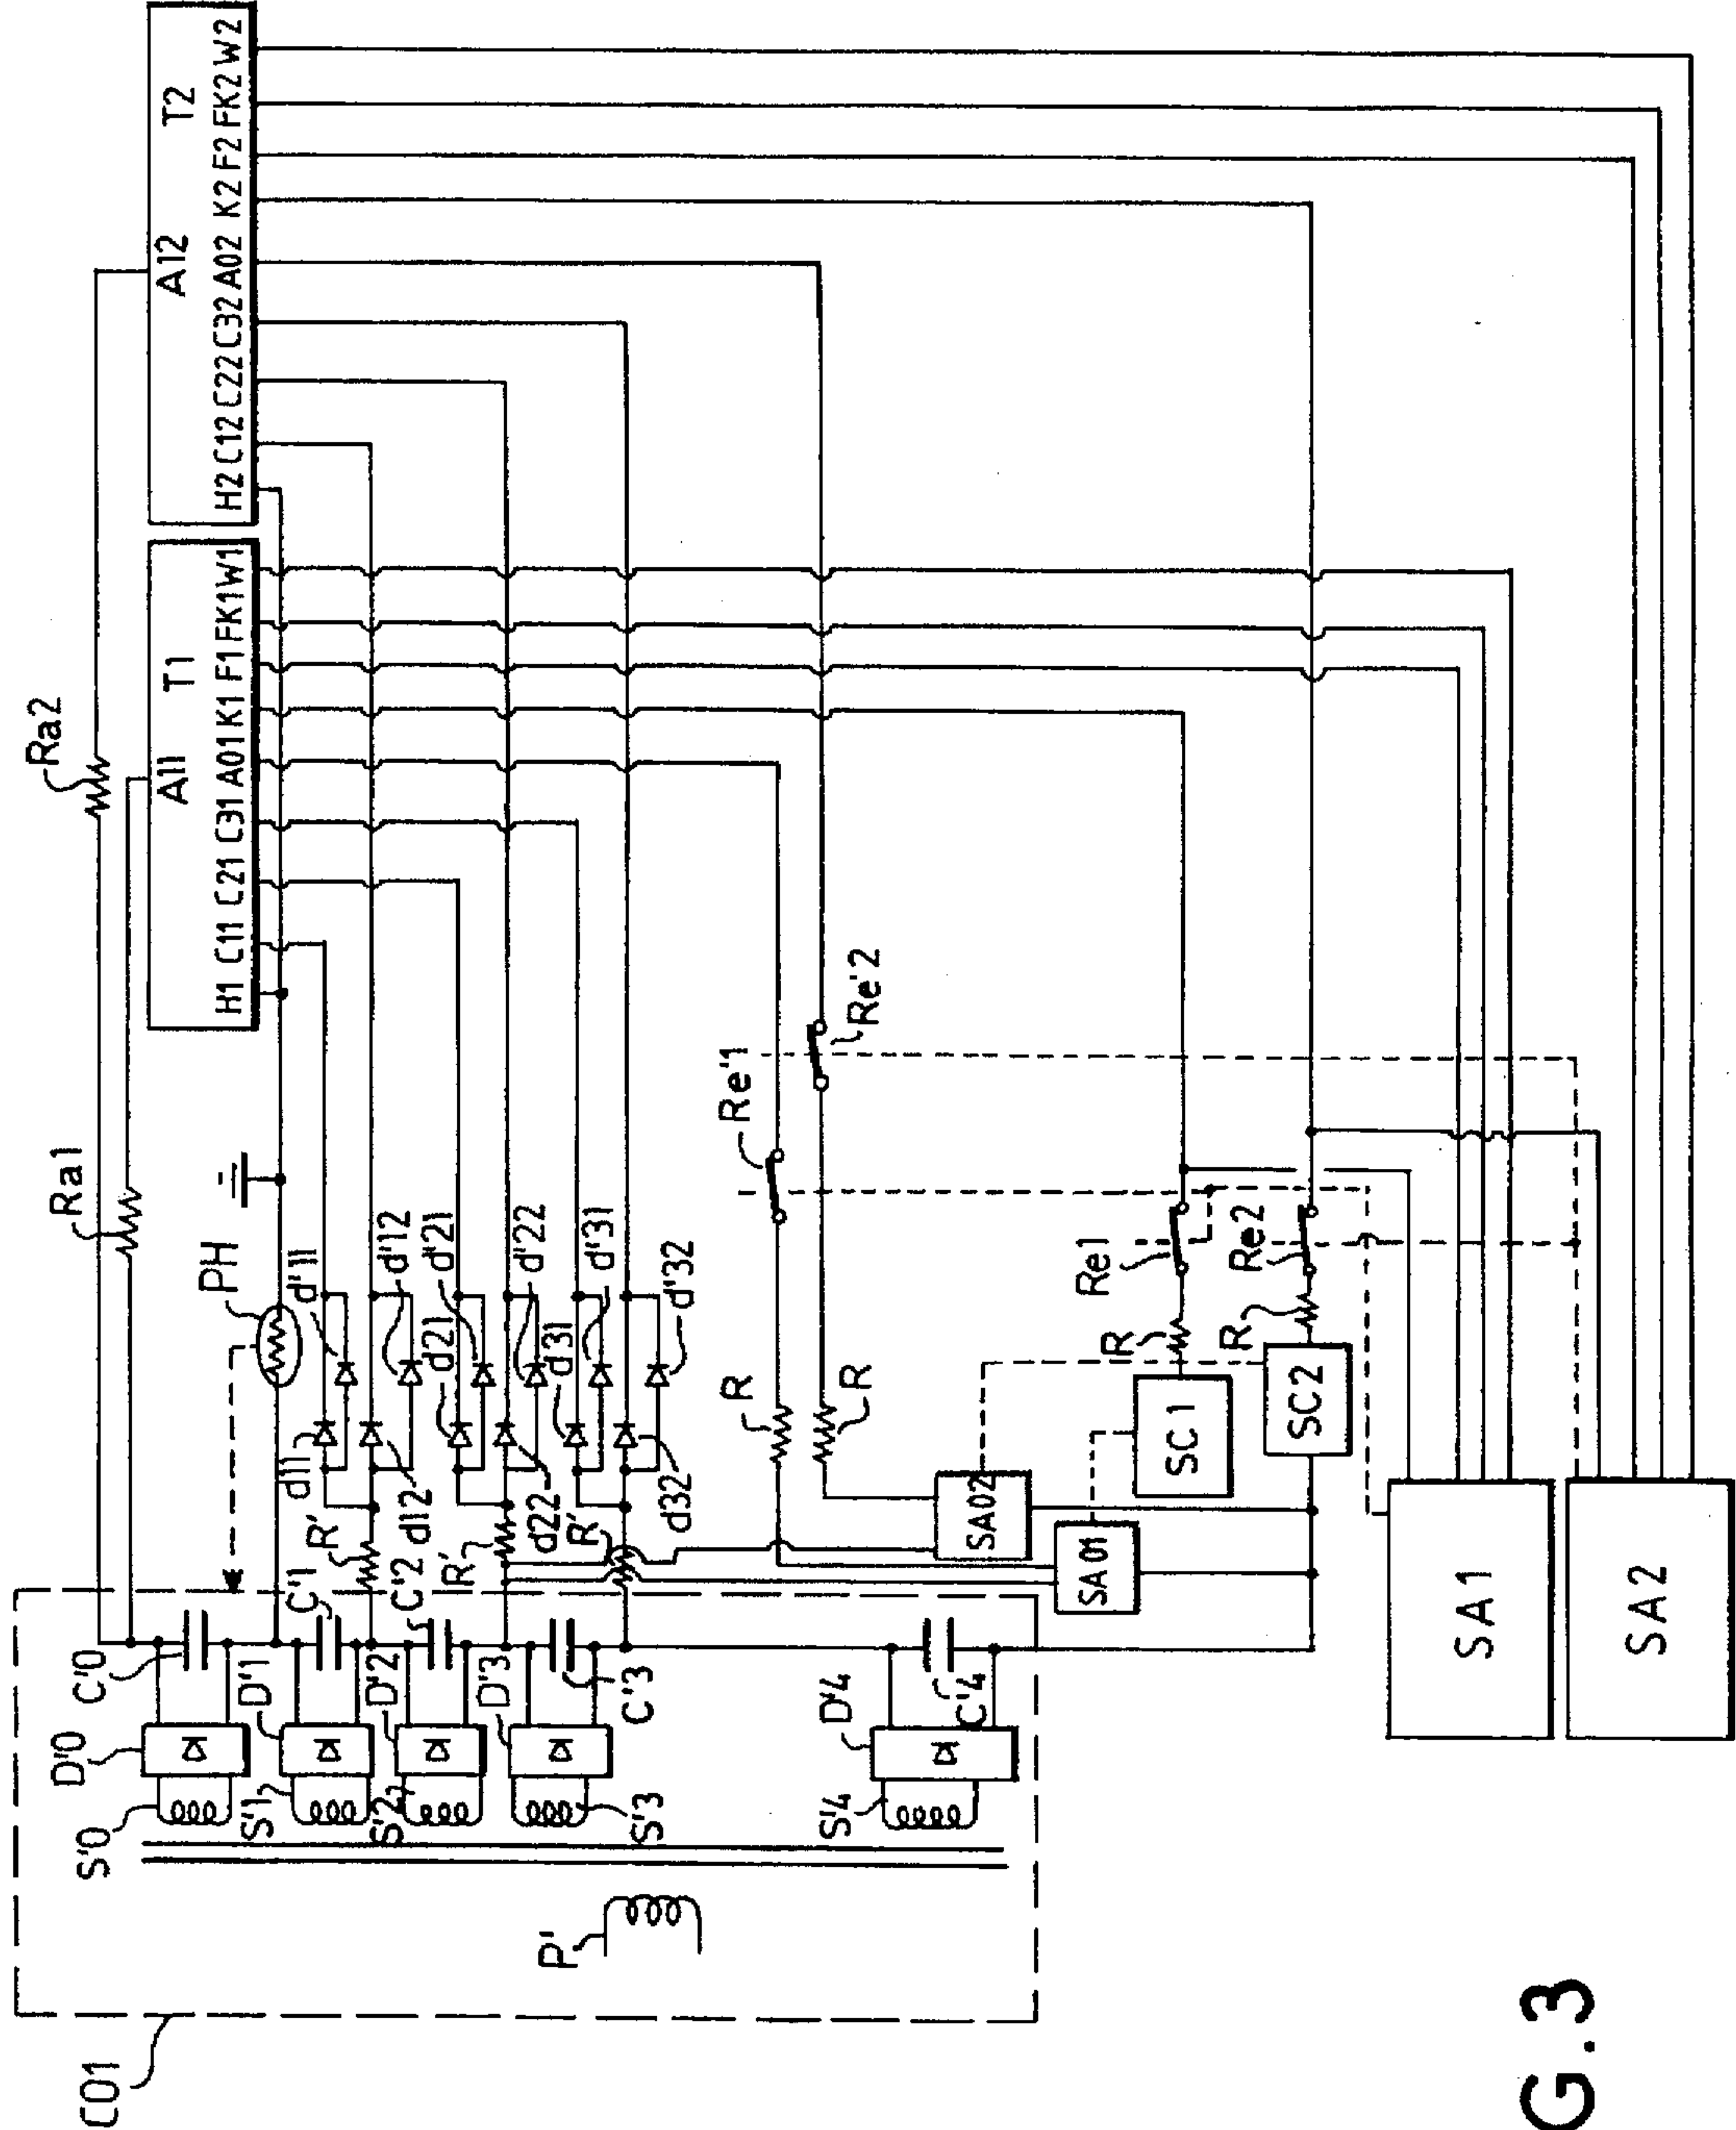 T2
A12
H2 C12 C22 C32 A02 K2 F2 FK2 W2
T1
A11
H1 C11 C21 C31 A01 K1 F1 FK1 W1
Ra2
Ra1
PH
d'11
d'12
d'21
d'22
d'31
d'32
d11
d12
d21
d22
d31
d32
R'
R'
R'
Re'1
Re'2
R
R
Re1
Re2
R
R
SA02
SA01
SC1
SC2
SA1
SA2
C'0
C'1
C'2
C'3
C'4
D'0
D'1
D'2
D'3
D'4
S'0
S'1
S'2
S'3
S'4
P'
C01
G.3